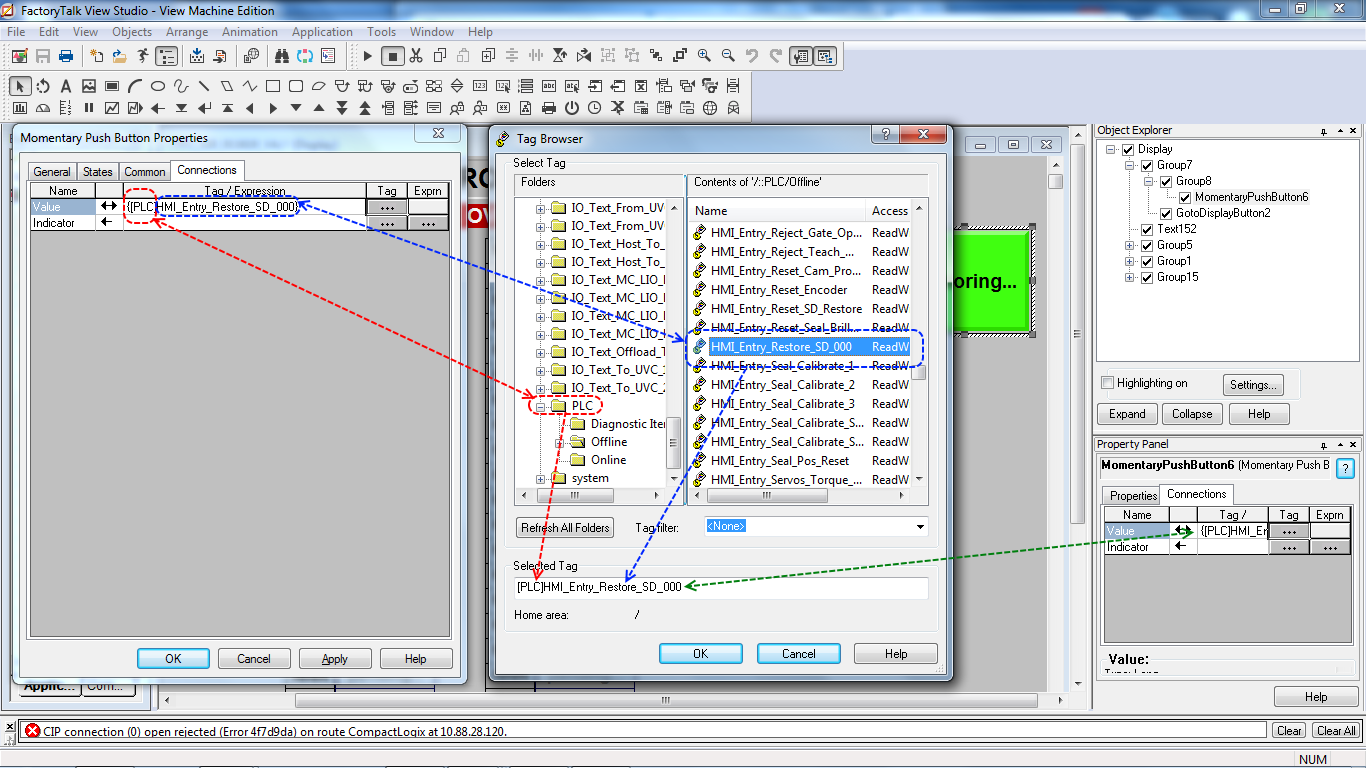 FactoryTalk View Studio - View Machine Edition
File Edit View Objects Arrange Animation Application Tools Window Help
Momentary Push Button Properties
General States Common Connections
Name Tag / Expression Tag Exprn
Value {[PLC]HMI_Entry_Restore_SD_000} ...
Indicator ... ...
OK Cancel Apply Help
Tag Browser
Select Tag
Folders
IO_Text_From_UVC
IO_Text_From_UVC
IO_Text_Host_To_
IO_Text_Host_To_
IO_Text_MC_LIO_
IO_Text_MC_LIO_
IO_Text_MC_LIO_
IO_Text_MC_LIO_
IO_Text_Offload_T
IO_Text_To_UVC_
IO_Text_To_UVC_
PLC
Diagnostic Iter
Offline
Online
system
Contents of '/::PLC/Offline'
Name Access
HMI_Entry_Reject_Gate_Op... ReadW
HMI_Entry_Reject_Teach_... ReadW
HMI_Entry_Reset_Cam_Pro... ReadW
HMI_Entry_Reset_Encoder ReadW
HMI_Entry_Reset_SD_Restore ReadW
HMI_Entry_Reset_Seal_Brill... ReadW
HMI_Entry_Restore_SD_000 ReadW
HMI_Entry_Seal_Calibrate_1 ReadW
HMI_Entry_Seal_Calibrate_2 ReadW
HMI_Entry_Seal_Calibrate_3 ReadW
HMI_Entry_Seal_Calibrate_S... ReadW
HMI_Entry_Seal_Calibrate_S... ReadW
HMI_Entry_Seal_Pos_Reset ReadW
HMI_Entry_Servos_Torque_... ReadW
Refresh All Folders Tag filter: <None>
Selected Tag
[PLC]HMI_Entry_Restore_SD_000
Home area: /
OK Cancel Help
oring...
Object Explorer
Display
Group7
Group8
MomentaryPushButton6
GotoDisplayButton2
Text152
Group5
Group1
Group15
Highlighting on Settings...
Expand Collapse Help
Property Panel
MomentaryPushButton6 (Momentary Push B
Properties Connections
Name Tag / Tag Exprn
Value {[PLC]HMI_Er ...
Indicator ... ...
Value:
Help
CIP connection (0) open rejected (Error 4f7d9da) on route CompactLogix at 10.88.28.120.
Clear Clear All
NUM